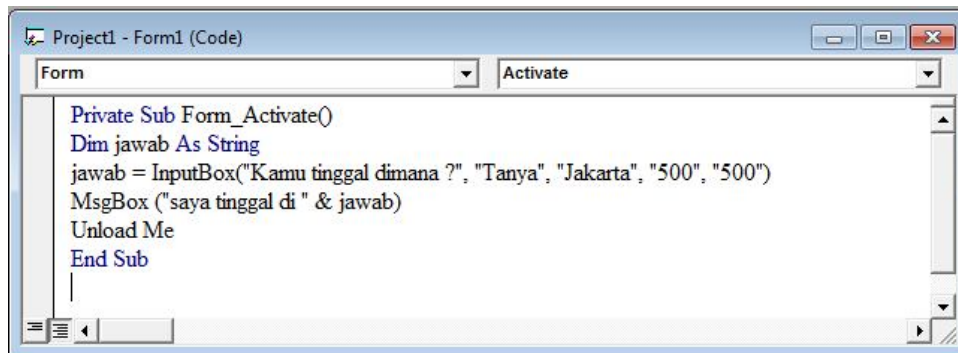 Project1 - Form1 (Code)
Form Activate
Private Sub Form_Activate()
Dim jawab As String
jawab = InputBox("Kamu tinggal dimana ?", "Tanya", "Jakarta", "500", "500")
MsgBox ("saya tinggal di " & jawab)
Unload Me
End Sub